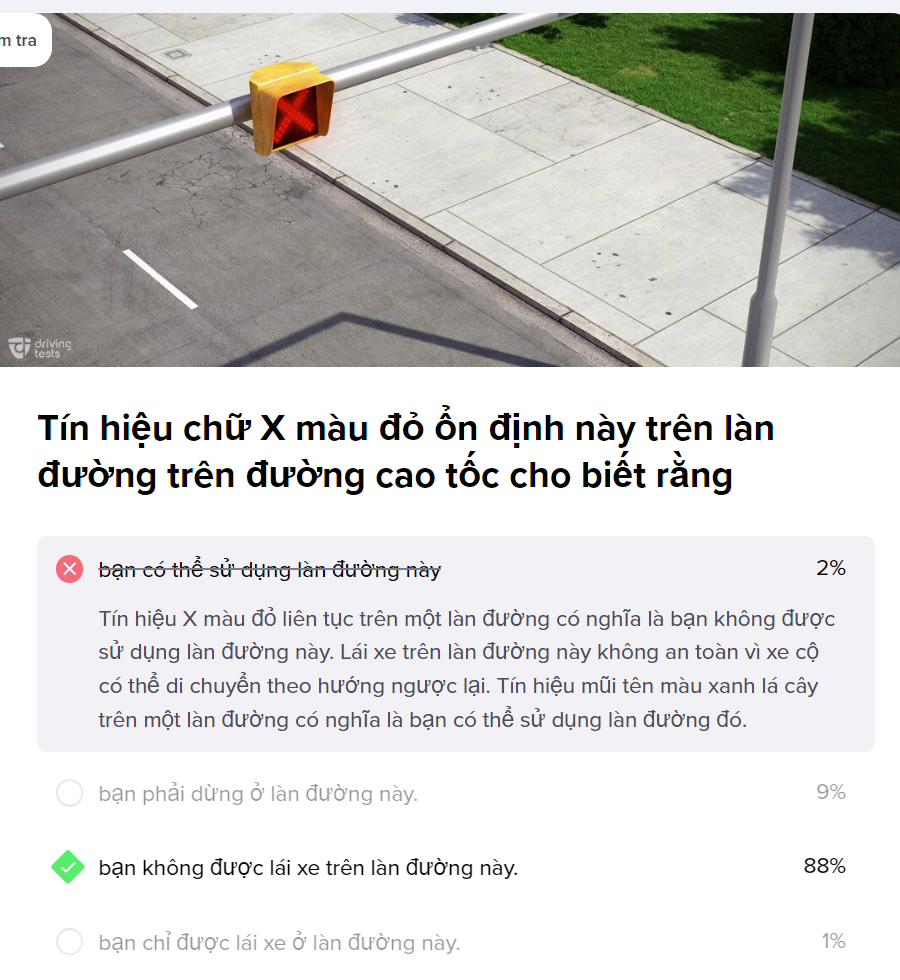 m tra
driving
tests
Tín hiệu chữ X màu đỏ ổn định này trên làn
đường trên đường cao tốc cho biết rằng
bạn có thể sử dụng làn đường này 2%
Tín hiệu X màu đỏ liên tục trên một làn đường có nghĩa là bạn không được
sử dụng làn đường này. Lái xe trên làn đường này không an toàn vì xe cộ
có thể di chuyển theo hướng ngược lại. Tín hiệu mũi tên màu xanh lá cây
trên một làn đường có nghĩa là bạn có thể sử dụng làn đường đó.
bạn phải dừng ở làn đường này. 9%
bạn không được lái xe trên làn đường này. 88%
bạn chỉ được lái xe ở làn đường này. 1%